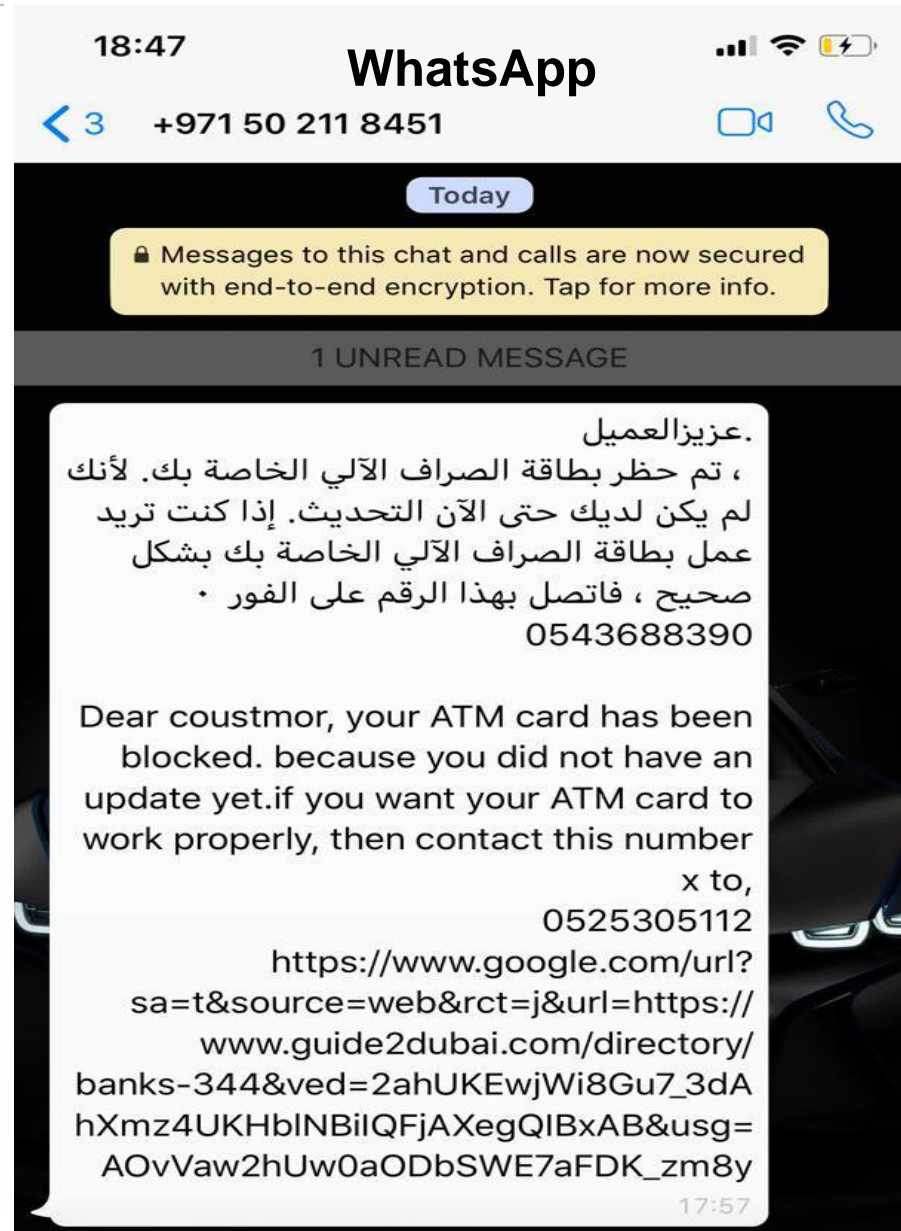 18:47
WhatsApp
3 +971 50 211 8451
Today
Messages to this chat and calls are now secured
with end-to-end encryption. Tap for more info.
1 UNREAD MESSAGE
عزيزالعميل.
، تم حظر بطاقة الصراف الآلي الخاصة بك. لأنك
لم يكن لديك حتى الآن التحديث. إذا كنت تريد
عمل بطاقة الصراف الآلي الخاصة بك بشكل
صحيح ، فاتصل بهذا الرقم على الفور ٠
0543688390
Dear coustmor, your ATM card has been
blocked. because you did not have an
update yet.if you want your ATM card to
work properly, then contact this number
x to,
0525305112
https://www.google.com/url?
sa=t&source=web&rct=j&url=https://
www.guide2dubai.com/directory/
banks-344&ved=2ahUKEwjWi8Gu7_3dA
hXmz4UKHblNBilQFjAXegQIBxAB&usg=
AOvVaw2hUw0aODbSWE7aFDK_zm8y
17:57